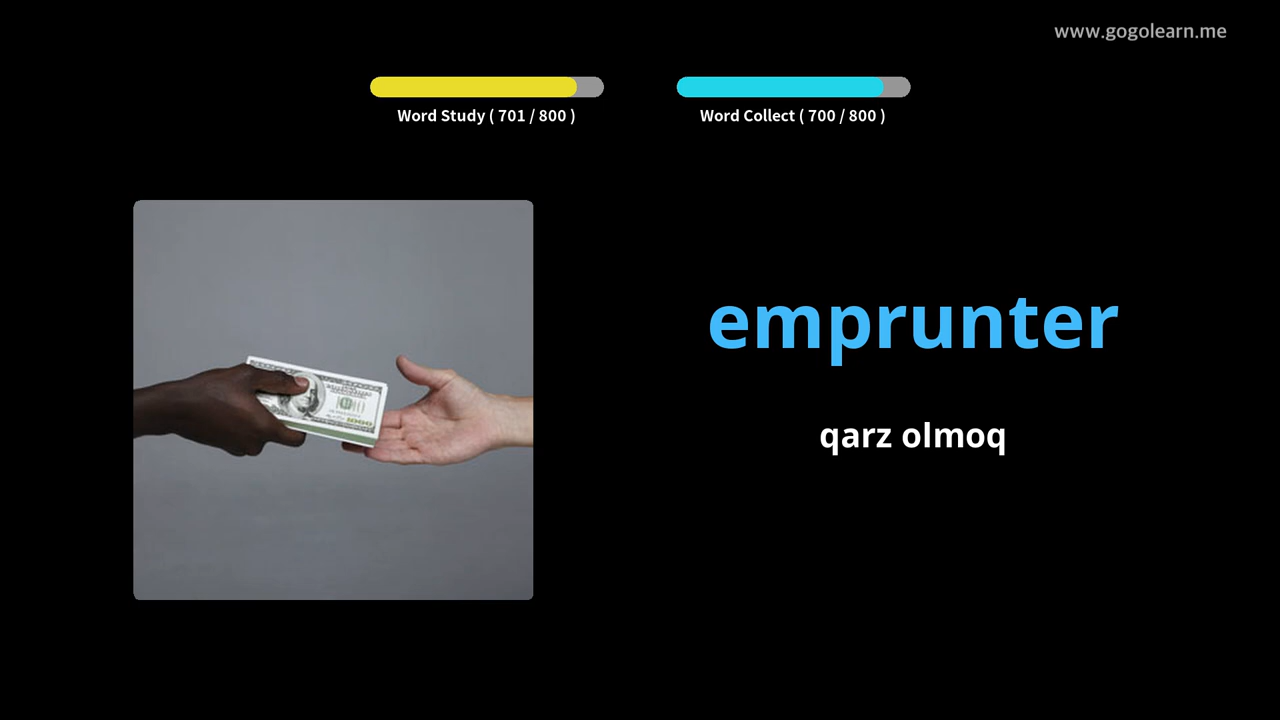 www.gogolearn.me
Word Study ( 701 / 800 )
Word Collect ( 700 / 800 )
emprunter
qarz olmoq